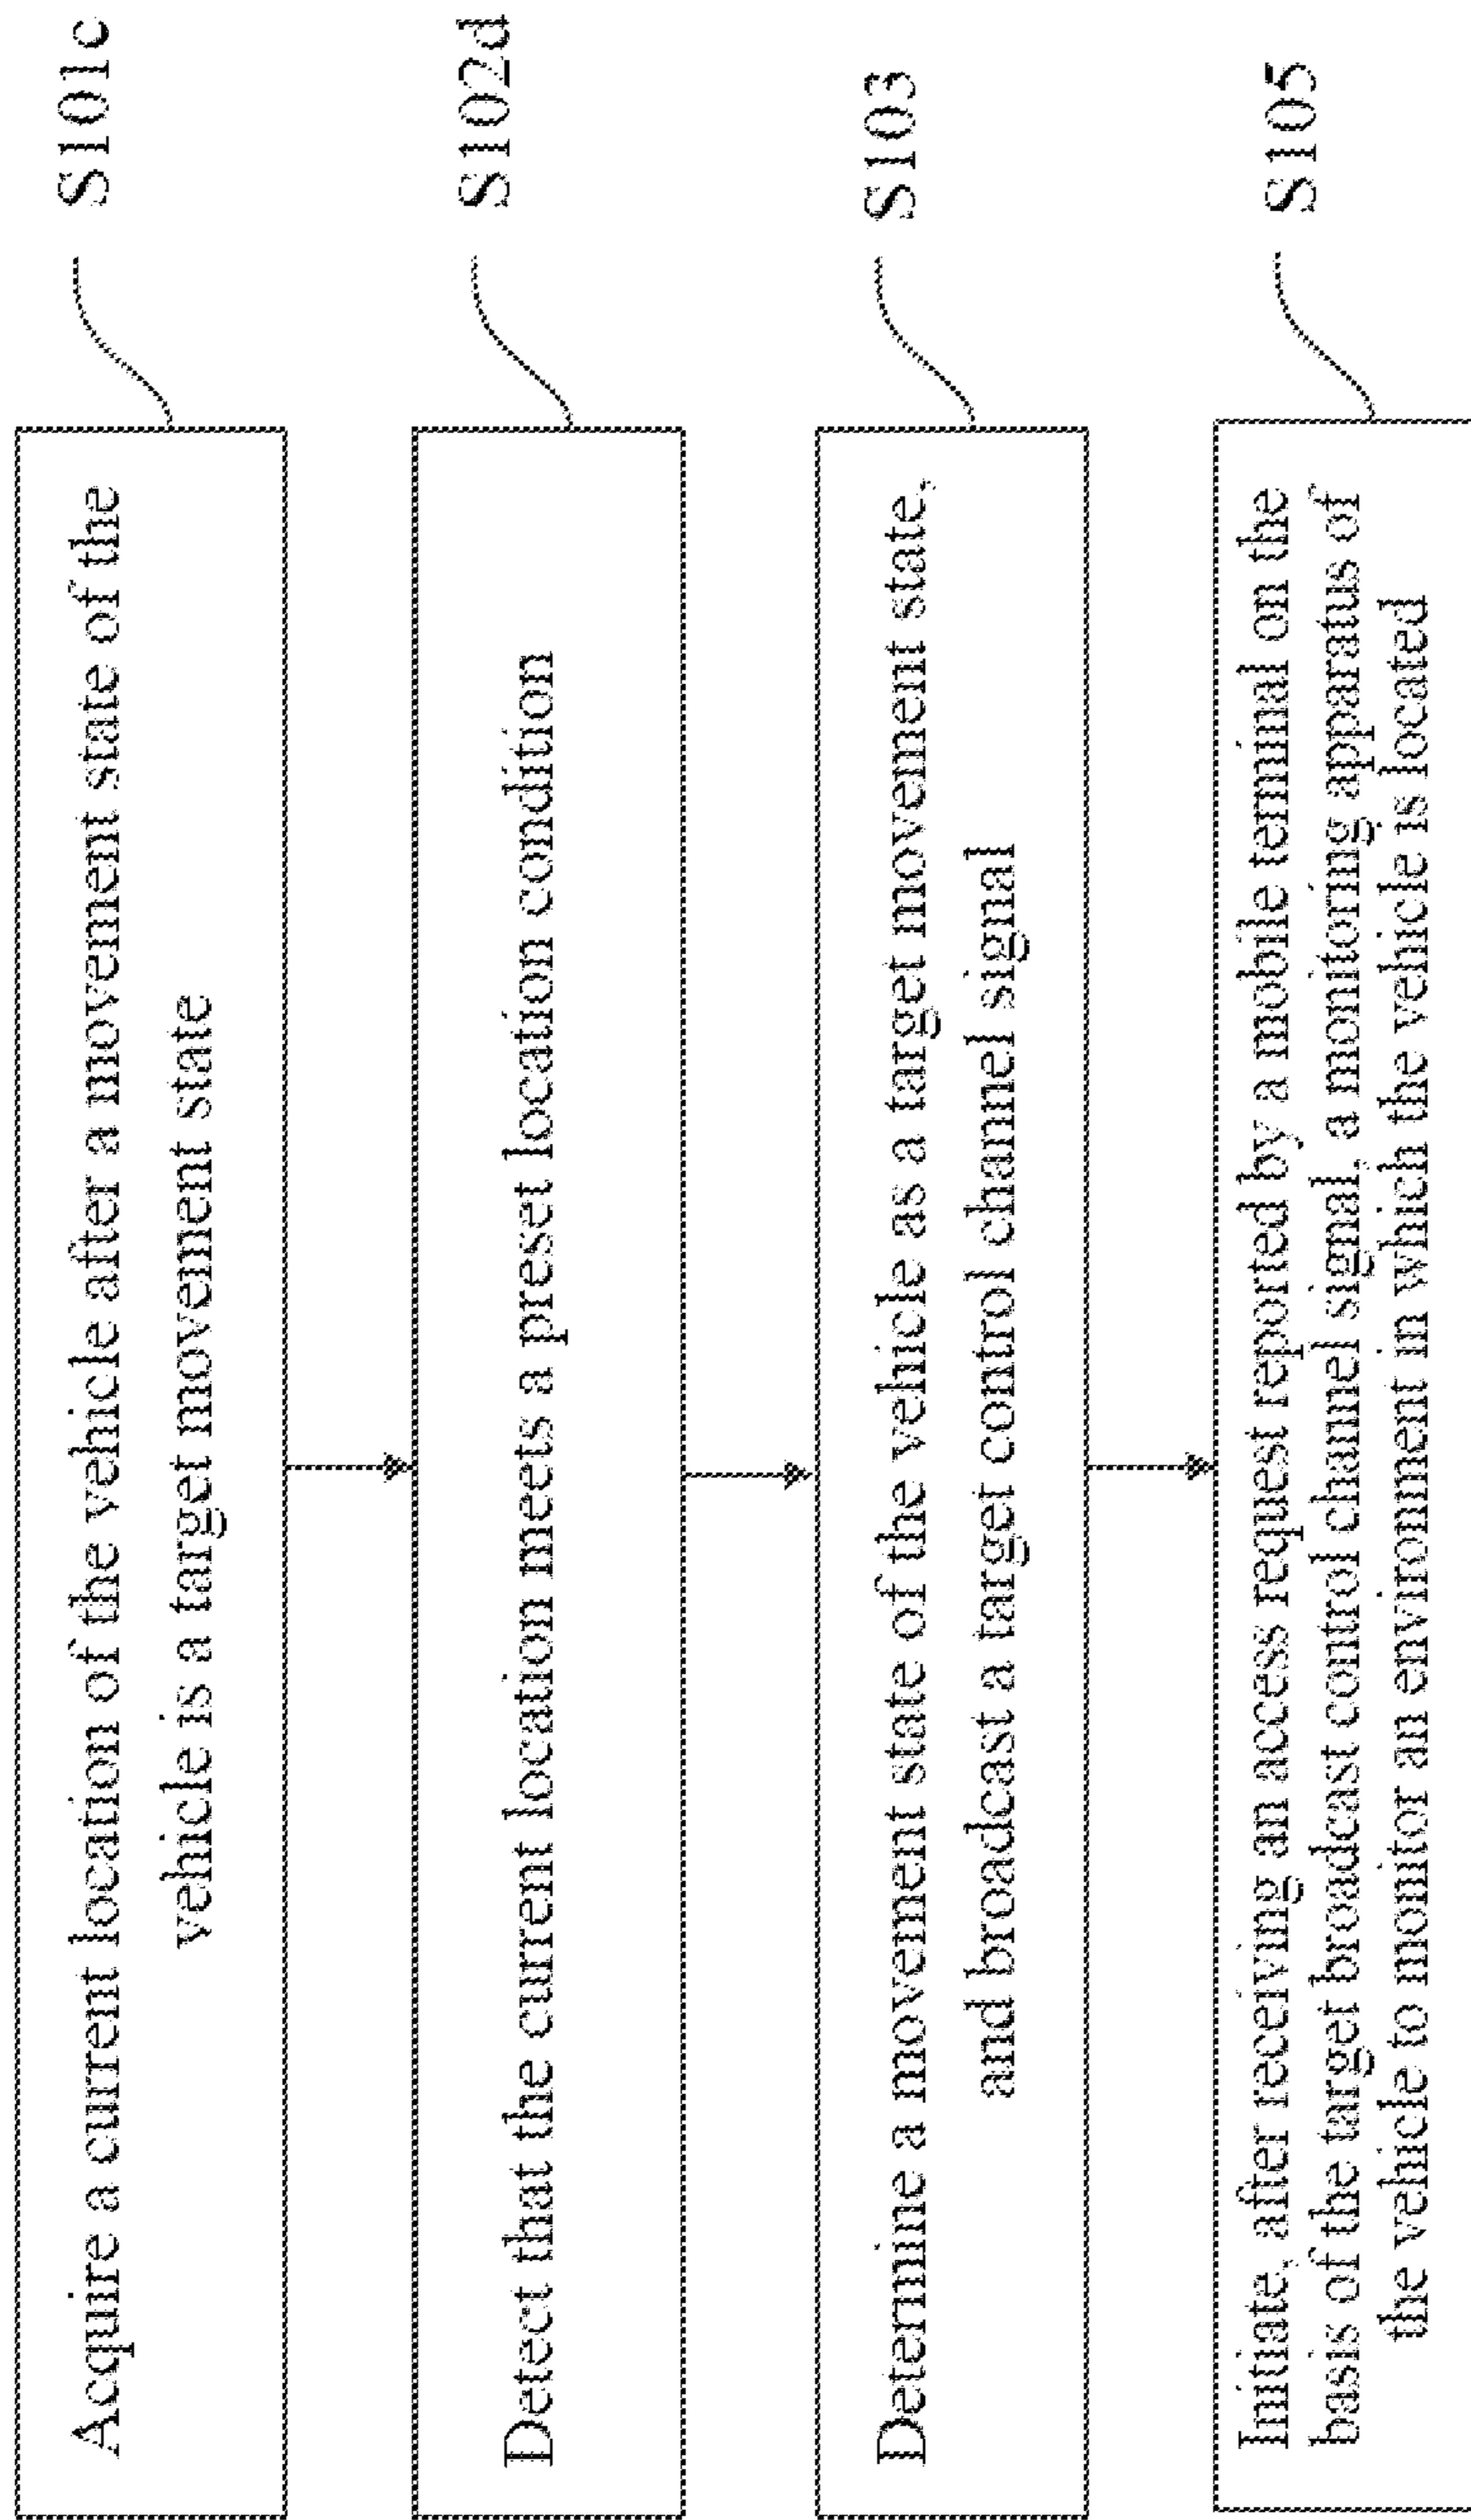 Acquire a current location of the vehicle after a movement state of the
vehicle is a target movement state
S101c
Detect that the current location meets a preset location condition
S102d
Determine a movement state of the vehicle as a target movement state,
and broadcast a target control channel signal
S103
Initiate, after receiving an access request reported by a mobile terminal on the
basis of the target broadcast control channel signal, a monitoring apparatus of
the vehicle to monitor an environment in which the vehicle is located
S105